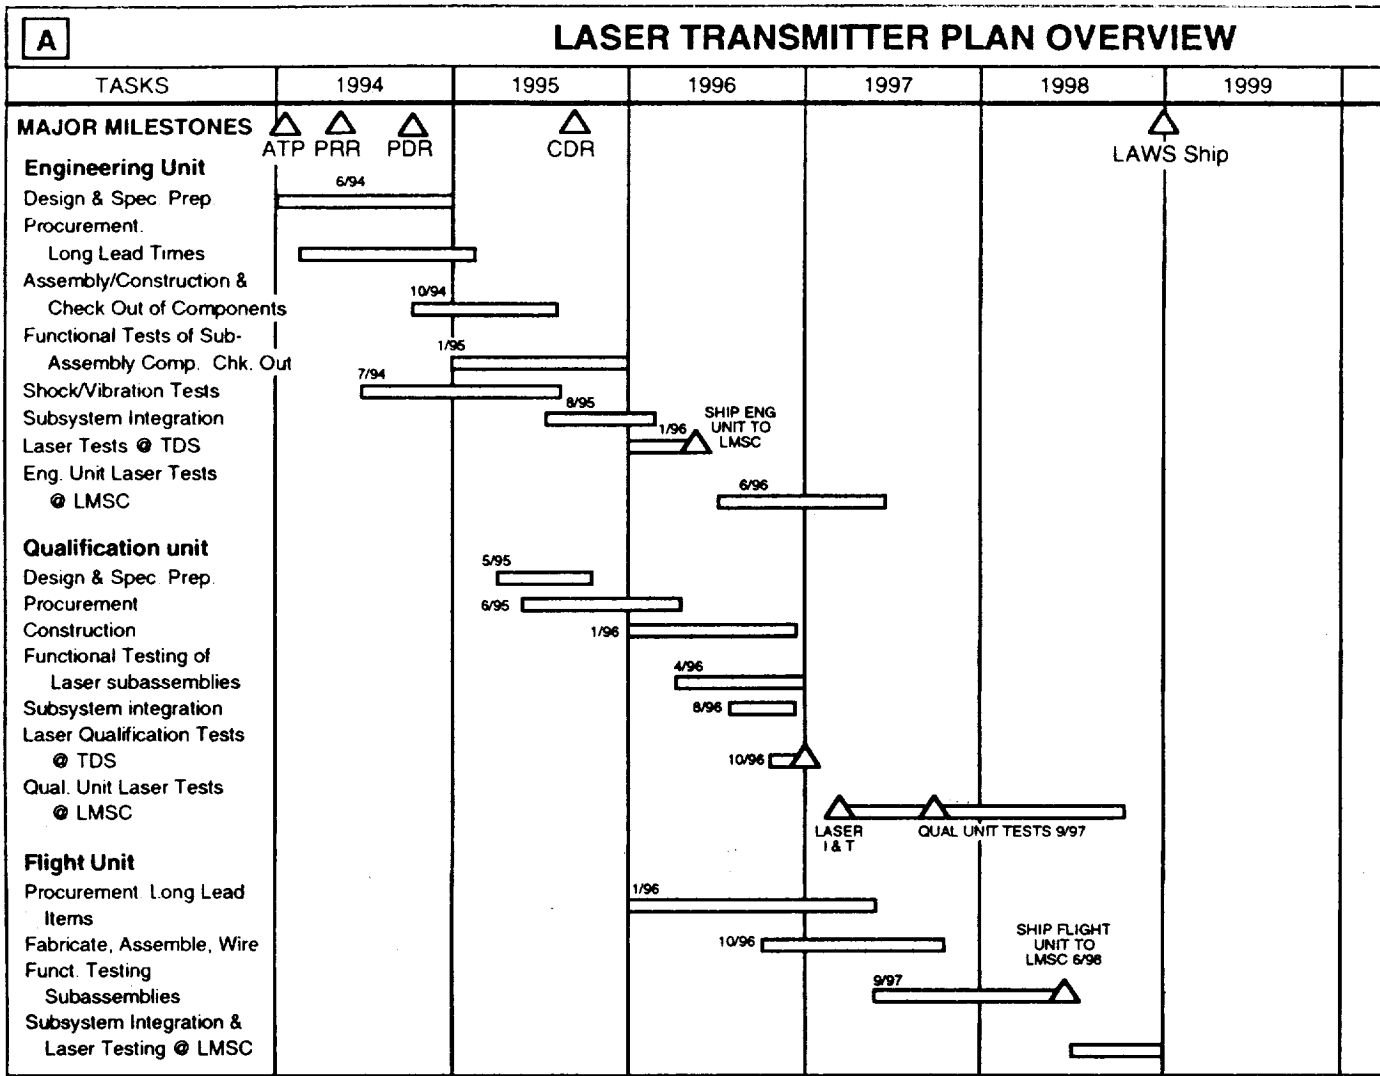 A
LASER TRANSMITTER PLAN OVERVIEW
TASKS 1994 1995 1996 1997 1998 1999
MAJOR MILESTONES
ATP PRR PDR CDR LAWS Ship
Engineering Unit
6/94
Design & Spec. Prep.
Procurement.
Long Lead Times
Assembly/Construction &
10/94
Check Out of Components
Functional Tests of Sub-
1/95
Assembly Comp. Chk. Out
7/94
Shock/Vibration Tests
8/95
Subsystem Integration
SHIP ENG
UNIT TO
LMSC
1/96
Laser Tests @ TDS
Eng. Unit Laser Tests
6/96
@ LMSC
Qualification unit
5/95
Design & Spec. Prep.
Procurement 6/95
Construction 1/96
Functional Testing of
4/96
Laser subassemblies
Subsystem integration 8/96
Laser Qualification Tests
@ TDS 10/96
Qual. Unit Laser Tests
@ LMSC
LASER
I & T
QUAL UNIT TESTS 9/97
Flight Unit
Procurement. Long Lead
1/96
Items
Fabricate, Assemble, Wire 10/96
SHIP FLIGHT
UNIT TO
LMSC 6/98
Funct. Testing
9/97
Subassemblies
Subsystem Integration &
Laser Testing @ LMSC